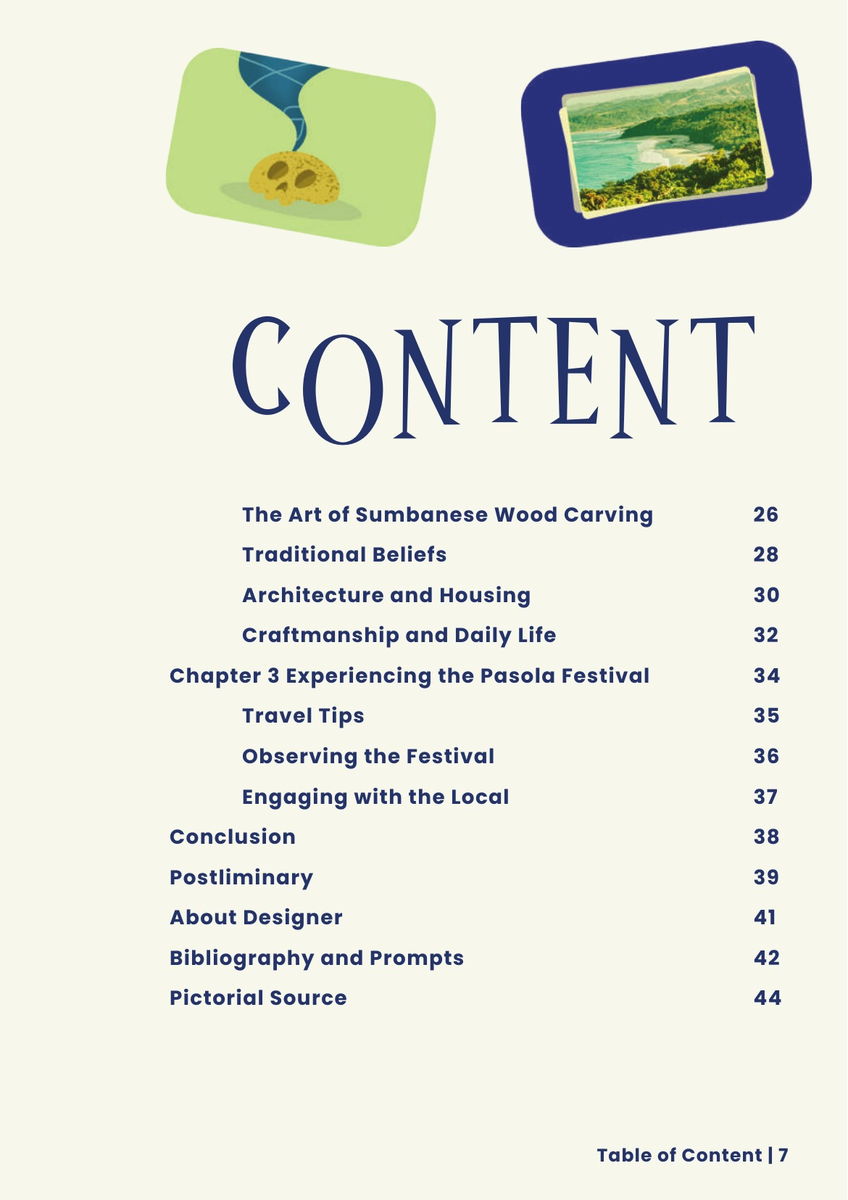 CONTENT
The Art of Sumbanese Wood Carving 26
Traditional Beliefs 28
Architecture and Housing 30
Craftmanship and Daily Life 32
Chapter 3 Experiencing the Pasola Festival 34
Travel Tips 35
Observing the Festival 36
Engaging with the Local 37
Conclusion 38
Postliminary 39
About Designer 41
Bibliography and Prompts 42
Pictorial Source 44
Table of Content | 7